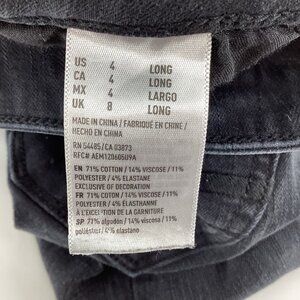 US 4 LONG
CA 4 LONG
MX 4 LARGO
UK 8 LONG
MADE IN CHINA / FABRIQUÉ EN CHINE /
HECHO EN CHINA
RN 54485/CA 03873
RFC# AEM1206050U9A
EN 71% COTTON / 14% VISCOSE / 11%
POLYESTER / 4% ELASTANE
EXCLUSIVE OF DECORATION
FR 71% COTON / 14% VISCOSE / 11%
POLYESTER / 4% ÉLASTHANNE
À L'EXCEPTION DE LA GARNITURE
SP 71% algodón / 14% viscosa / 11%
poliéster / 4% elastane